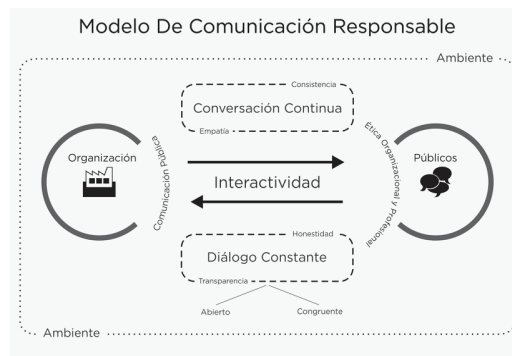 Modelo De Comunicación Responsable
Ambiente
Consistencia
Conversación Continua
Empatía
Organización
Comunicación Pública
Interactividad
Ética Organizacional y Profesional
Públicos
Honestidad
Diálogo Constante
Transparencia
Abierto
Congruente
Ambiente